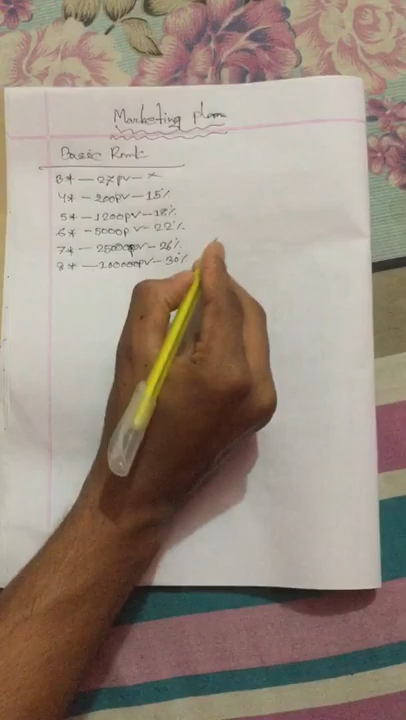 Marketing plan
Basic Rank
3* — 27pv — ×
4* — 200pv — 15%
5* — 1200pv — 18%
6* - 5000pv - 22%
7* - 25000pv - 26%
8* — 100000pv — 30%